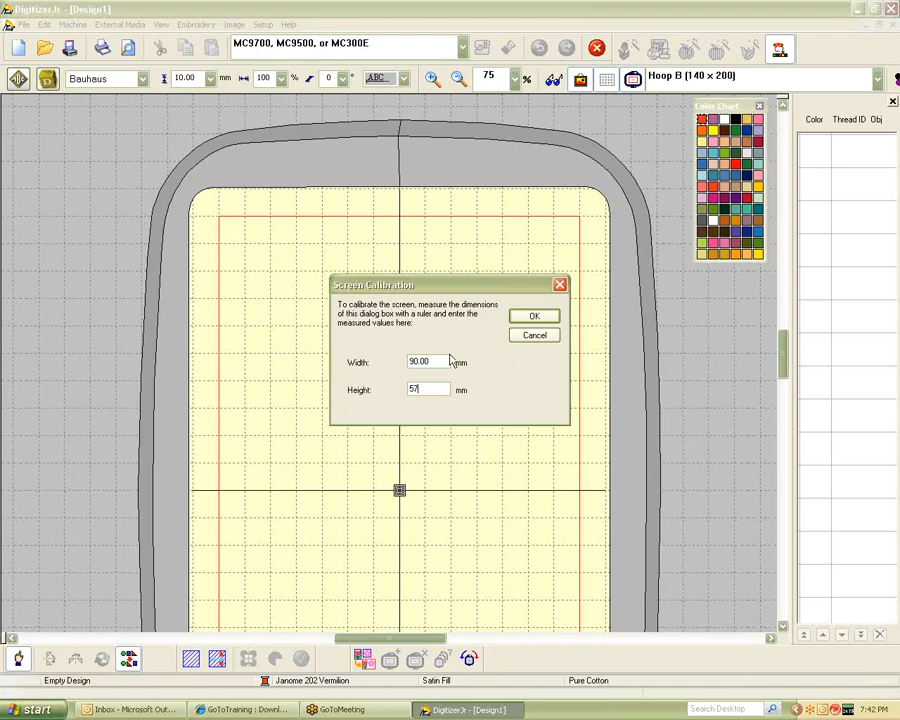 DigitizerJr - [Design1]
File Edit Machine External Media View Embroidery Image Setup Help
MC9700, MC9500, or MC300E
Bauhaus 10.00 mm 100 % 0 ° ABC 75 % Hoop B (140 x 200)
Color Chart
Color Thread ID Obj
Screen Calibration
To calibrate the screen, measure the dimensions
of this dialog box with a ruler and enter the
measured values here:
OK
Cancel
Width: 90.00 mm
Height: 57 mm
Empty Design Janome 202 Vermilion Satin Fill Pure Cotton
start Inbox - Microsoft Out... GoToTraining : Downl... GoToMeeting DigitizerJr - [Design1] Search Desktop 7:42 PM